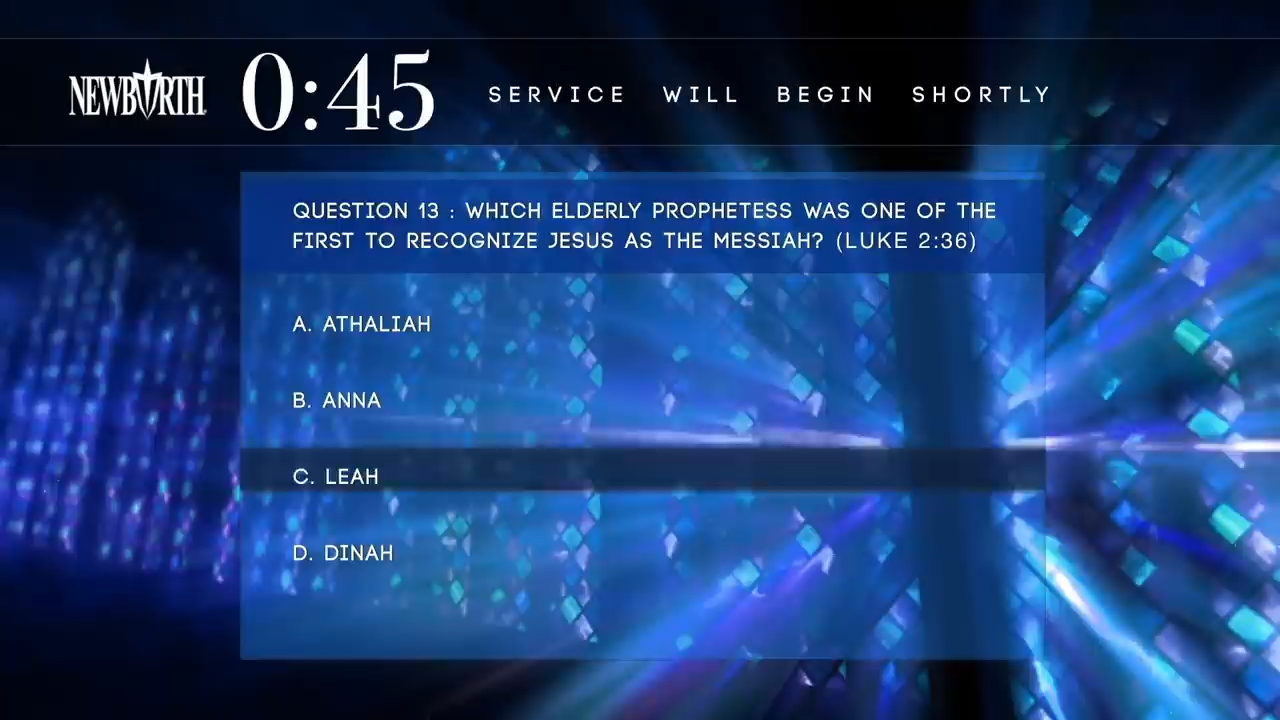 NEWBIRTH
0:45
SERVICE WILL BEGIN SHORTLY
QUESTION 13 : WHICH ELDERLY PROPHETESS WAS ONE OF THE
FIRST TO RECOGNIZE JESUS AS THE MESSIAH? (LUKE 2:36)
A. ATHALIAH
B. ANNA
C. LEAH
D. DINAH